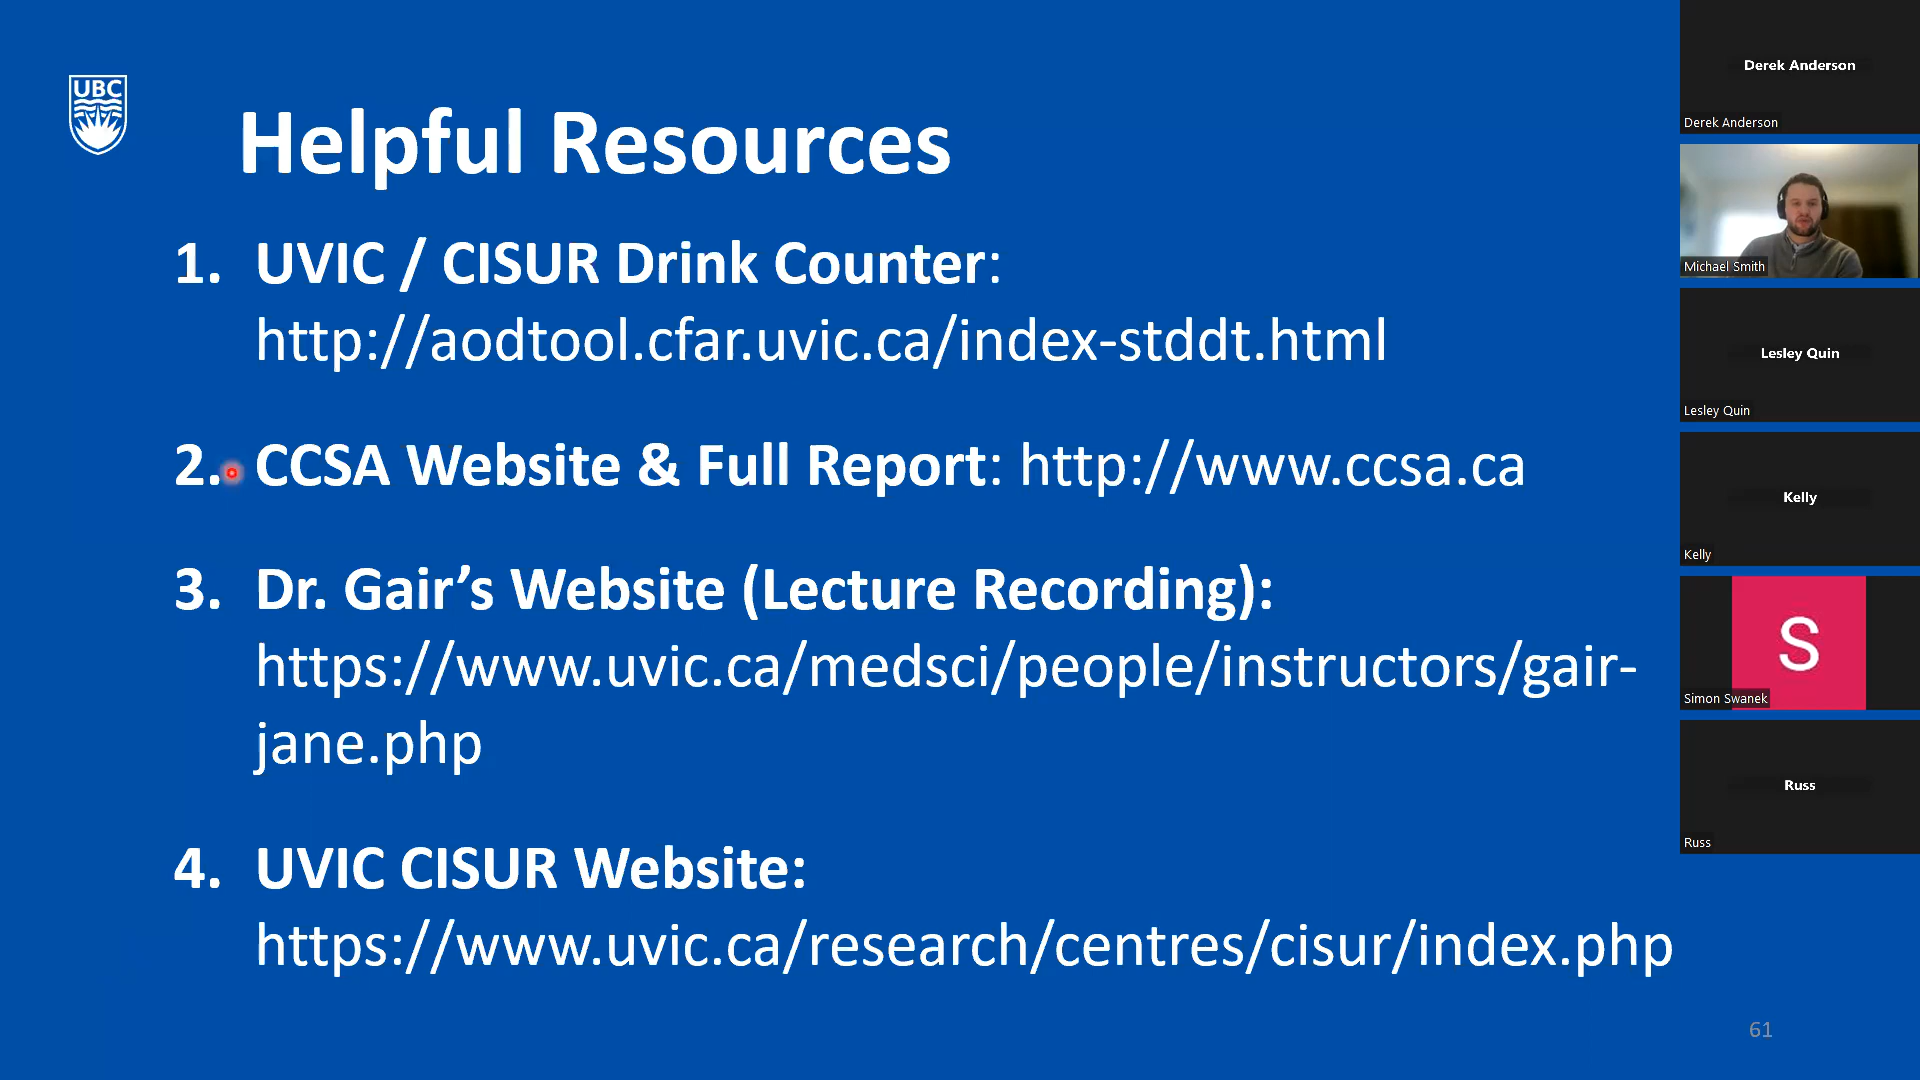 UBC
Helpful Resources
1. UVIC / CISUR Drink Counter:
http://aodtool.cfar.uvic.ca/index-stddt.html
2. CCSA Website & Full Report: http://www.ccsa.ca
3. Dr. Gair’s Website (Lecture Recording):
https://www.uvic.ca/medsci/people/instructors/gair-
jane.php
4. UVIC CISUR Website:
https://www.uvic.ca/research/centres/cisur/index.php
61
Derek Anderson
Derek Anderson
Michael Smith
Lesley Quin
Lesley Quin
Kelly
Kelly
S
Simon Swanek
Russ
Russ